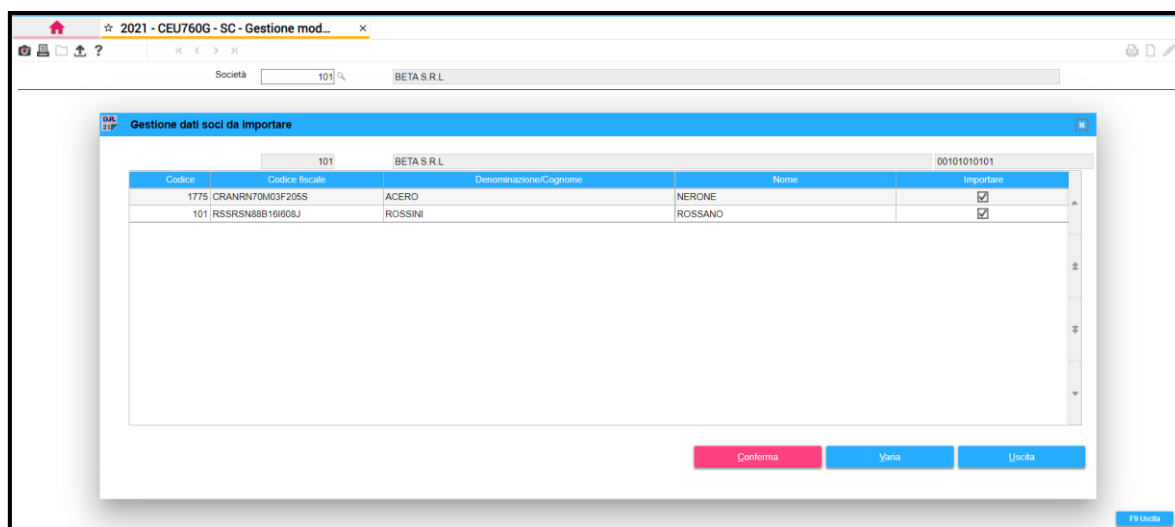 ☆ 2021 - CEU760G - SC - Gestione mod... ×
?
Società 101 BETA S.R.L
Gestione dati soci da importare
101 BETA S.R.L 00101010101
Codice Codice fiscale Denominazione/Cognome Nome Importare
1775 CRANRN70M03F205S ACERO NERONE
101 RSSRSN88B16I608J ROSSINI ROSSANO
Conferma Varia Uscita
F9 Uscita